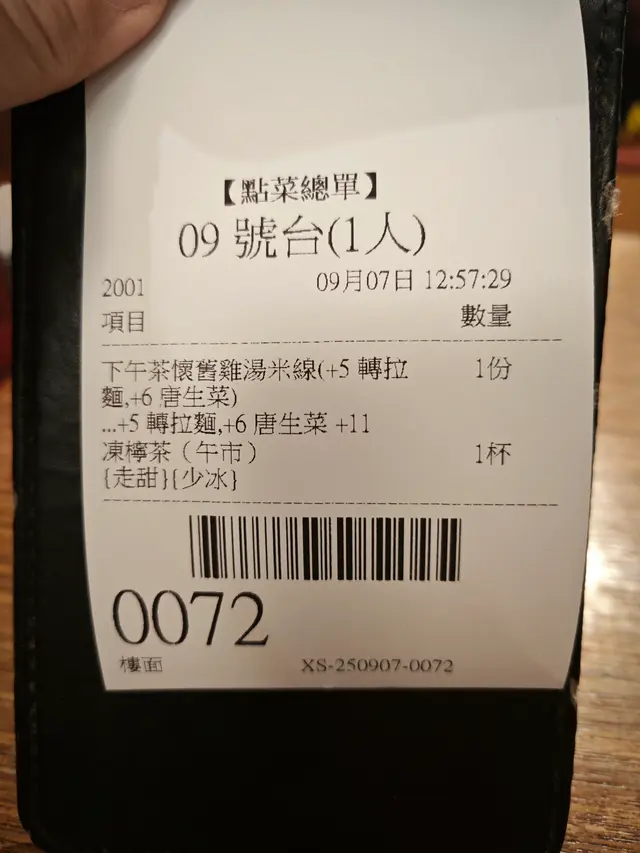 【點菜總單】
09 號台(1人)
2001 09月07日 12:57:29
項目 數量
下午茶懷舊雞湯米線(+5 轉拉 1份
麵,+6 唐生菜)
...+5 轉拉麵,+6 唐生菜 +11
凍檸茶（午市） 1杯
{走甜}{少冰}
0072
樓面 XS-250907-0072